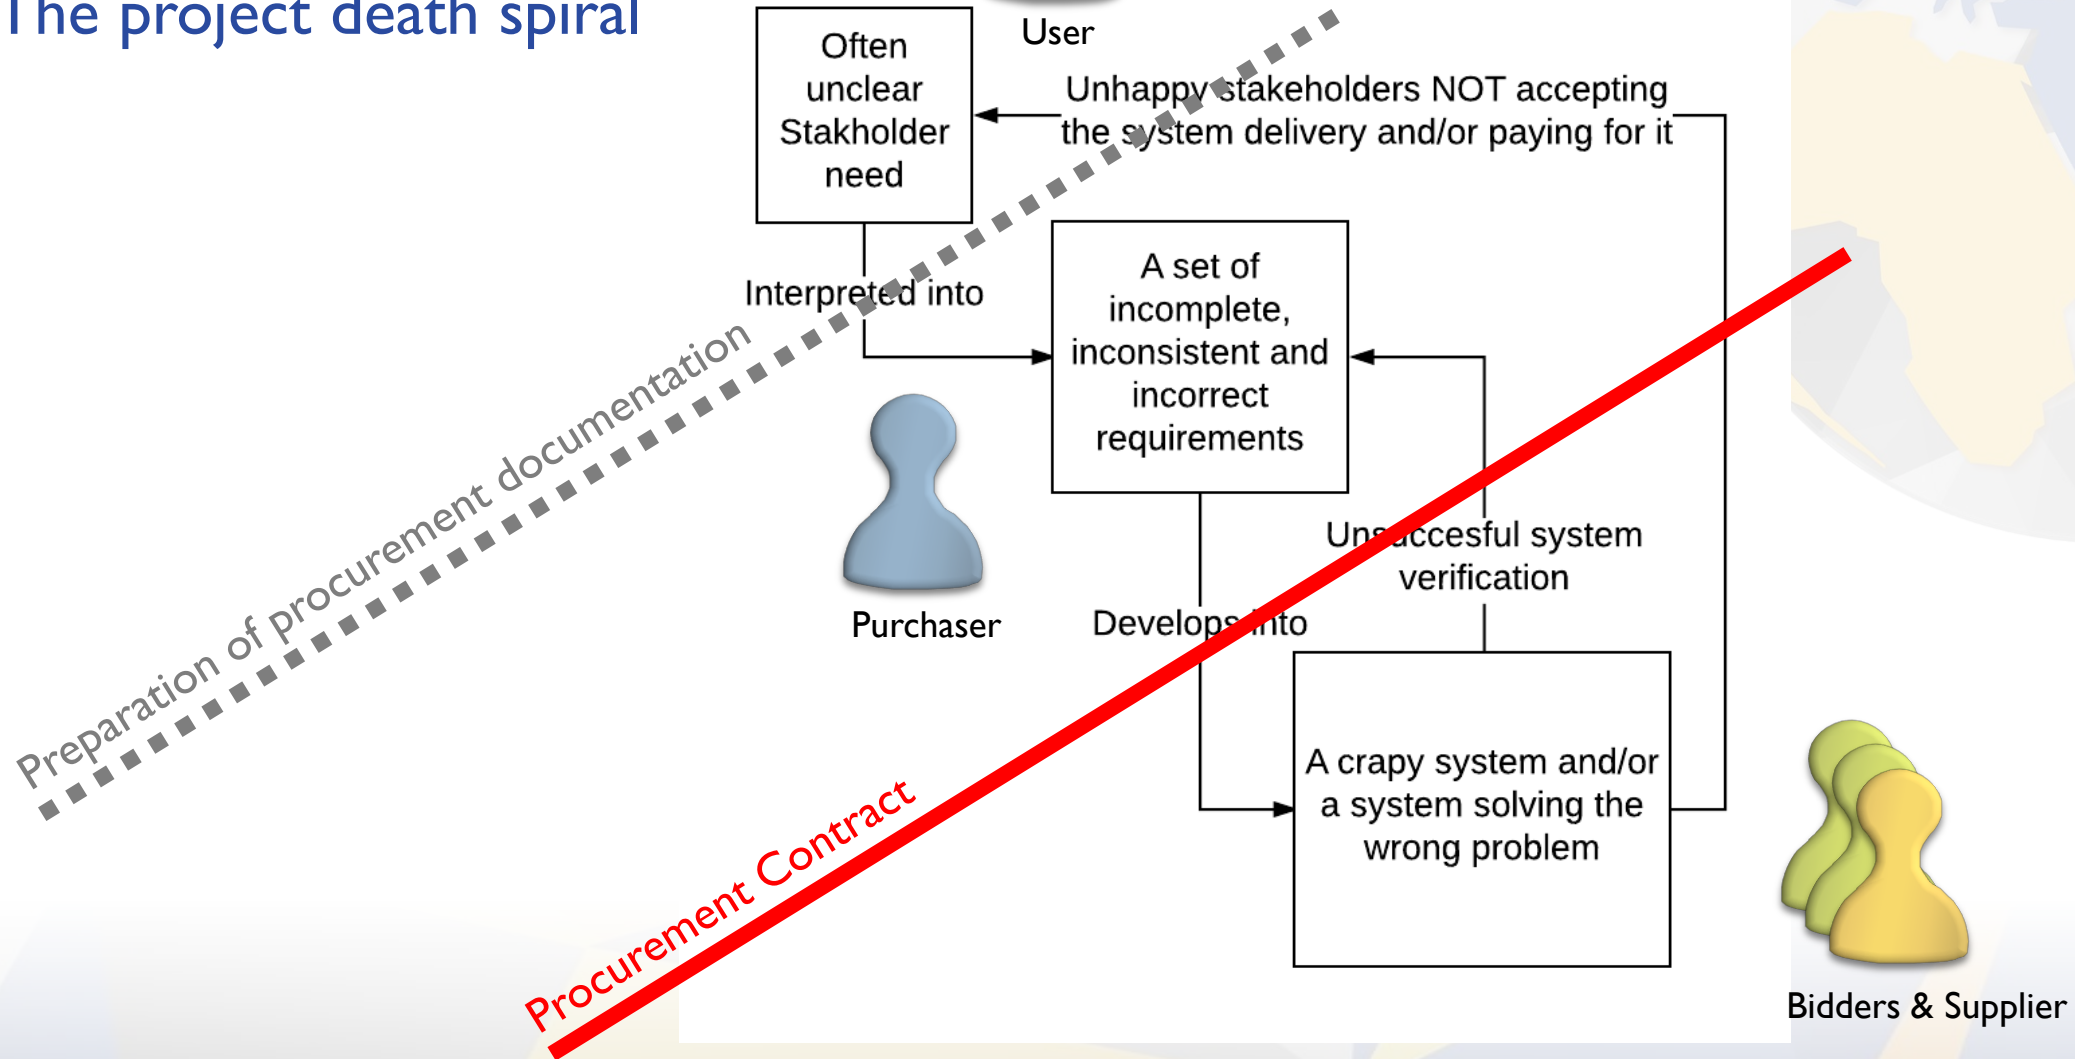 The project death spiral
User
Often
unclear
Stakholder
need
Unhappy stakeholders NOT accepting
the system delivery and/or paying for it
Interpreted into
A set of
incomplete,
inconsistent and
incorrect
requirements
Preparation of procurement documentation
Purchaser
Unsuccesful system
verification
Develops into
A crapy system and/or
a system solving the
wrong problem
Procurement Contract
Bidders & Supplier